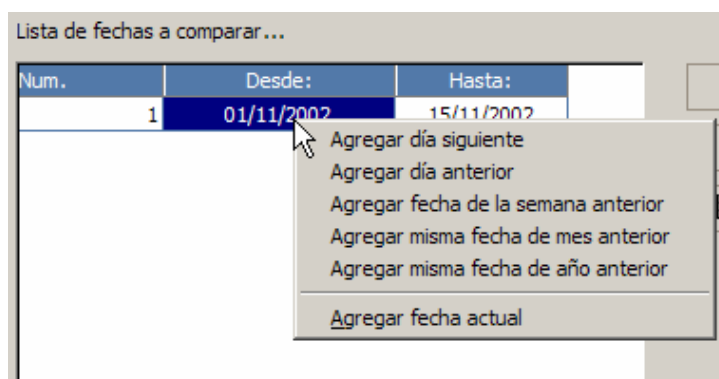 Lista de fechas a comparar...
Num. Desde: Hasta:
1 01/11/2002 15/11/2002
Agregar día siguiente
Agregar día anterior
Agregar fecha de la semana anterior
Agregar misma fecha de mes anterior
Agregar misma fecha de año anterior
Agregar fecha actual